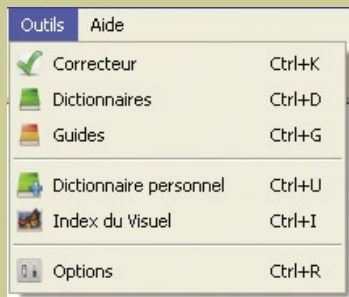 Outils Aide
Correcteur Ctrl+K
Dictionnaires Ctrl+D
Guides Ctrl+G
Dictionnaire personnel Ctrl+U
Index du Visuel Ctrl+I
Options Ctrl+R